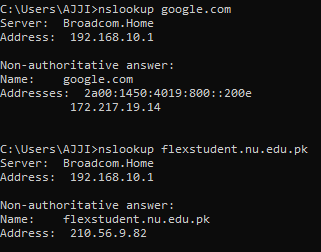 C:\Users\AJJI>nslookup google.com
Server:  Broadcom.Home
Address:  192.168.10.1

Non-authoritative answer:
Name:    google.com
Addresses:  2a00:1450:4019:800::200e
          172.217.19.14

C:\Users\AJJI>nslookup flexstudent.nu.edu.pk
Server:  Broadcom.Home
Address:  192.168.10.1

Non-authoritative answer:
Name:    flexstudent.nu.edu.pk
Address:  210.56.9.82